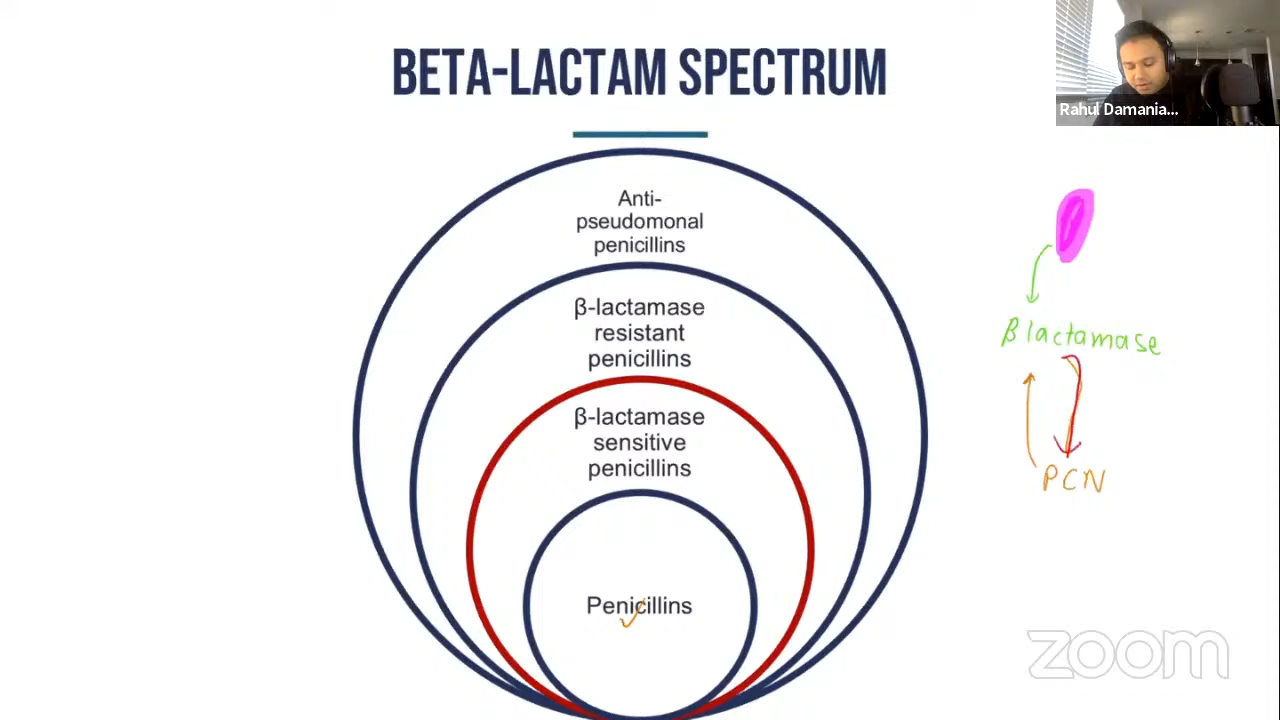 BETA-LACTAM SPECTRUM
Rahul Damania...
Anti-
pseudomonal
penicillins
β-lactamase
resistant
penicillins
β-lactamase
sensitive
penicillins
Penicillins
β lactamase
PCN
zoom